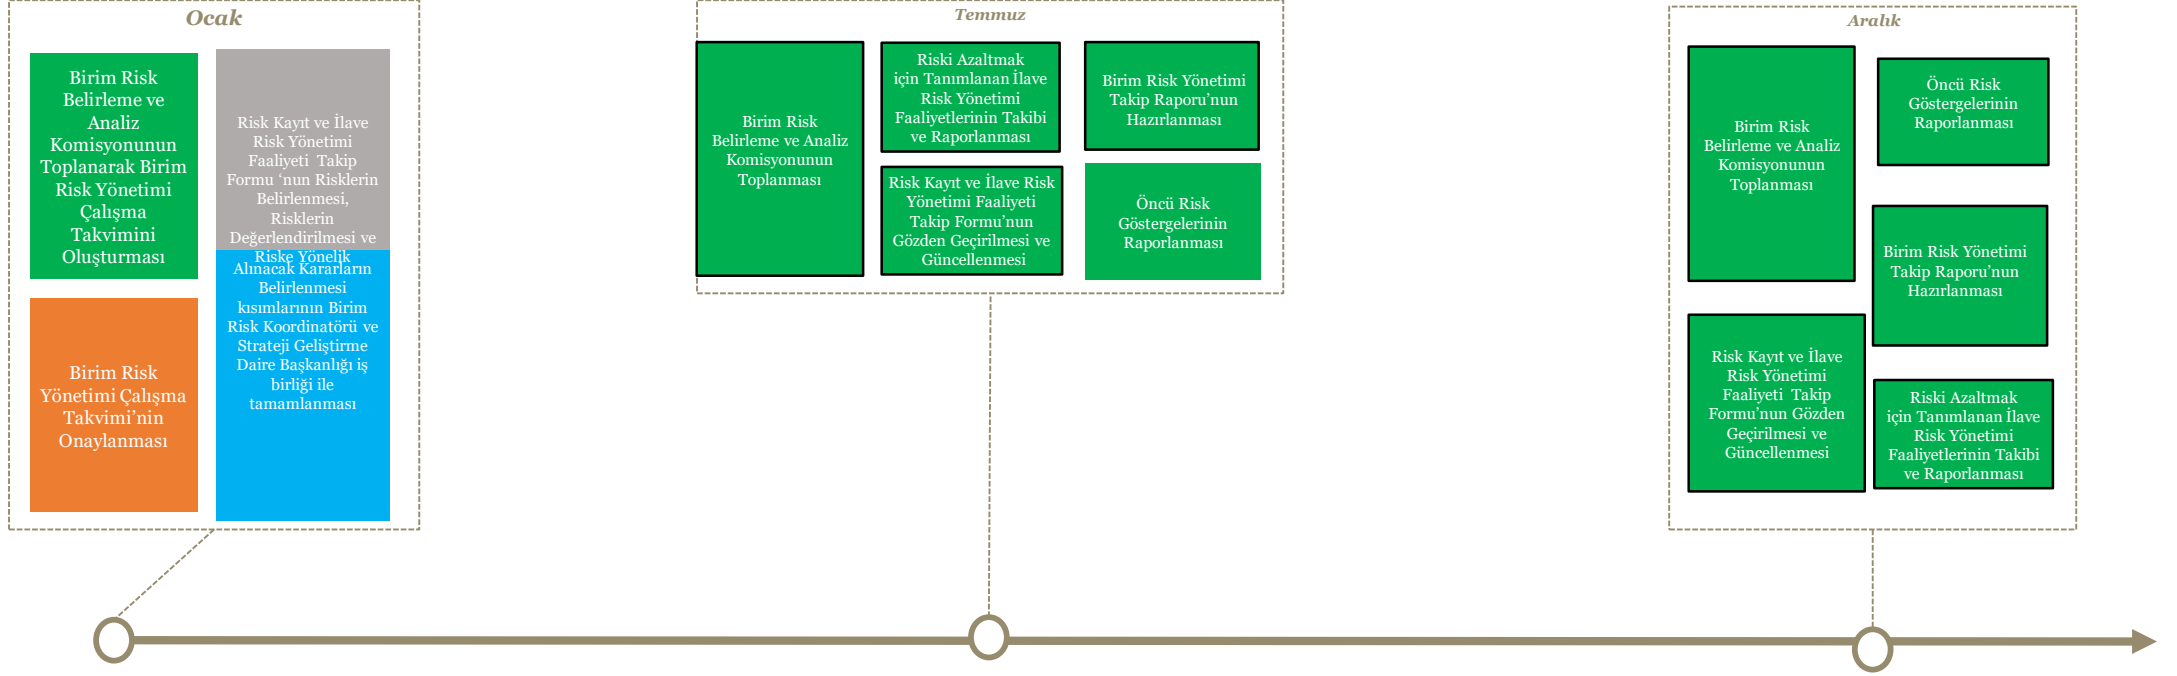 Ocak
Birim Risk
Belirleme ve
Analiz
Komisyonunun
Toplanarak Birim
Risk Yönetimi
Çalışma
Takvimini
Oluşturması
Birim Risk
Yönetimi Çalışma
Takvimi’nin
Onaylanması
Risk Kayıt ve İlave
Risk Yönetimi
Faaliyeti Takip
Formu ‘nun Risklerin
Belirlenmesi,
Risklerin
Değerlendirilmesi ve
Riske Yönelik
Alınacak Kararların
Belirlenmesi
kısımlarının Birim
Risk Koordinatörü ve
Strateji Geliştirme
Daire Başkanlığı iş
birliği ile
tamamlanması
Temmuz
Birim Risk
Belirleme ve Analiz
Komisyonunun
Toplanması
Riski Azaltmak
için Tanımlanan İlave
Risk Yönetimi
Faaliyetlerinin Takibi
ve Raporlanması
Risk Kayıt ve İlave Risk
Yönetimi Faaliyeti
Takip Formu’nun
Gözden Geçirilmesi ve
Güncellenmesi
Birim Risk Yönetimi
Takip Raporu’nun
Hazırlanması
Öncü Risk
Göstergelerinin
Raporlanması
Aralık
Birim Risk
Belirleme ve Analiz
Komisyonunun
Toplanması
Risk Kayıt ve İlave
Risk Yönetimi
Faaliyeti Takip
Formu’nun Gözden
Geçirilmesi ve
Güncellenmesi
Öncü Risk
Göstergelerinin
Raporlanması
Birim Risk Yönetimi
Takip Raporu’nun
Hazırlanması
Riski Azaltmak
için Tanımlanan İlave
Risk Yönetimi
Faaliyetlerinin Takibi
ve Raporlanması